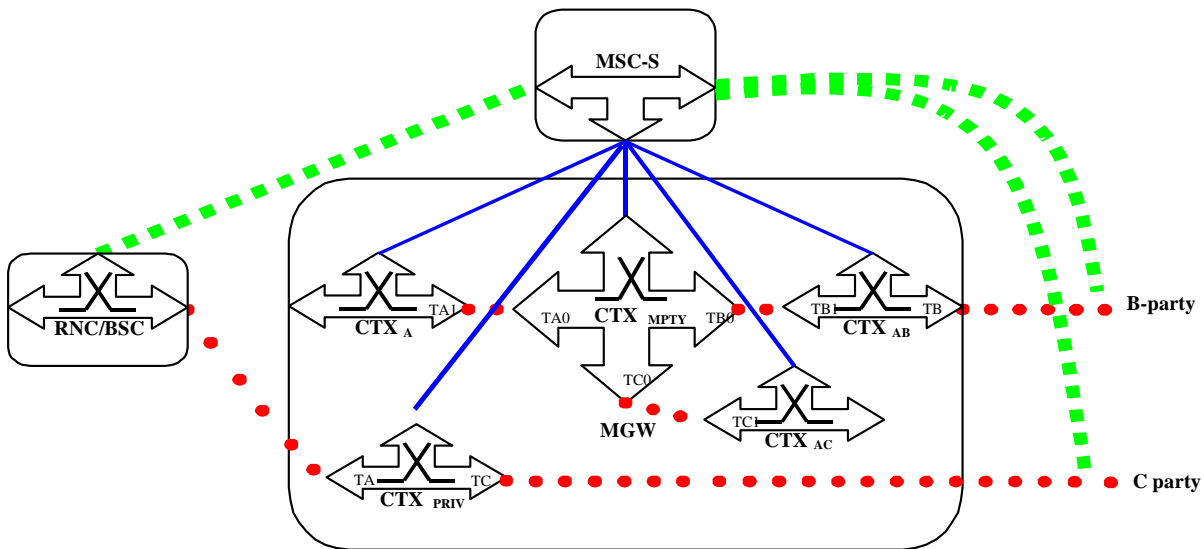 MSC-S
RNC/BSC
TA1
CTX A
TA0
CTX MPTY
TB0
TC0
TB1
TB
CTX AB
B-party
MGW
TC1
CTX AC
TA
TC
CTX PRIV
C party